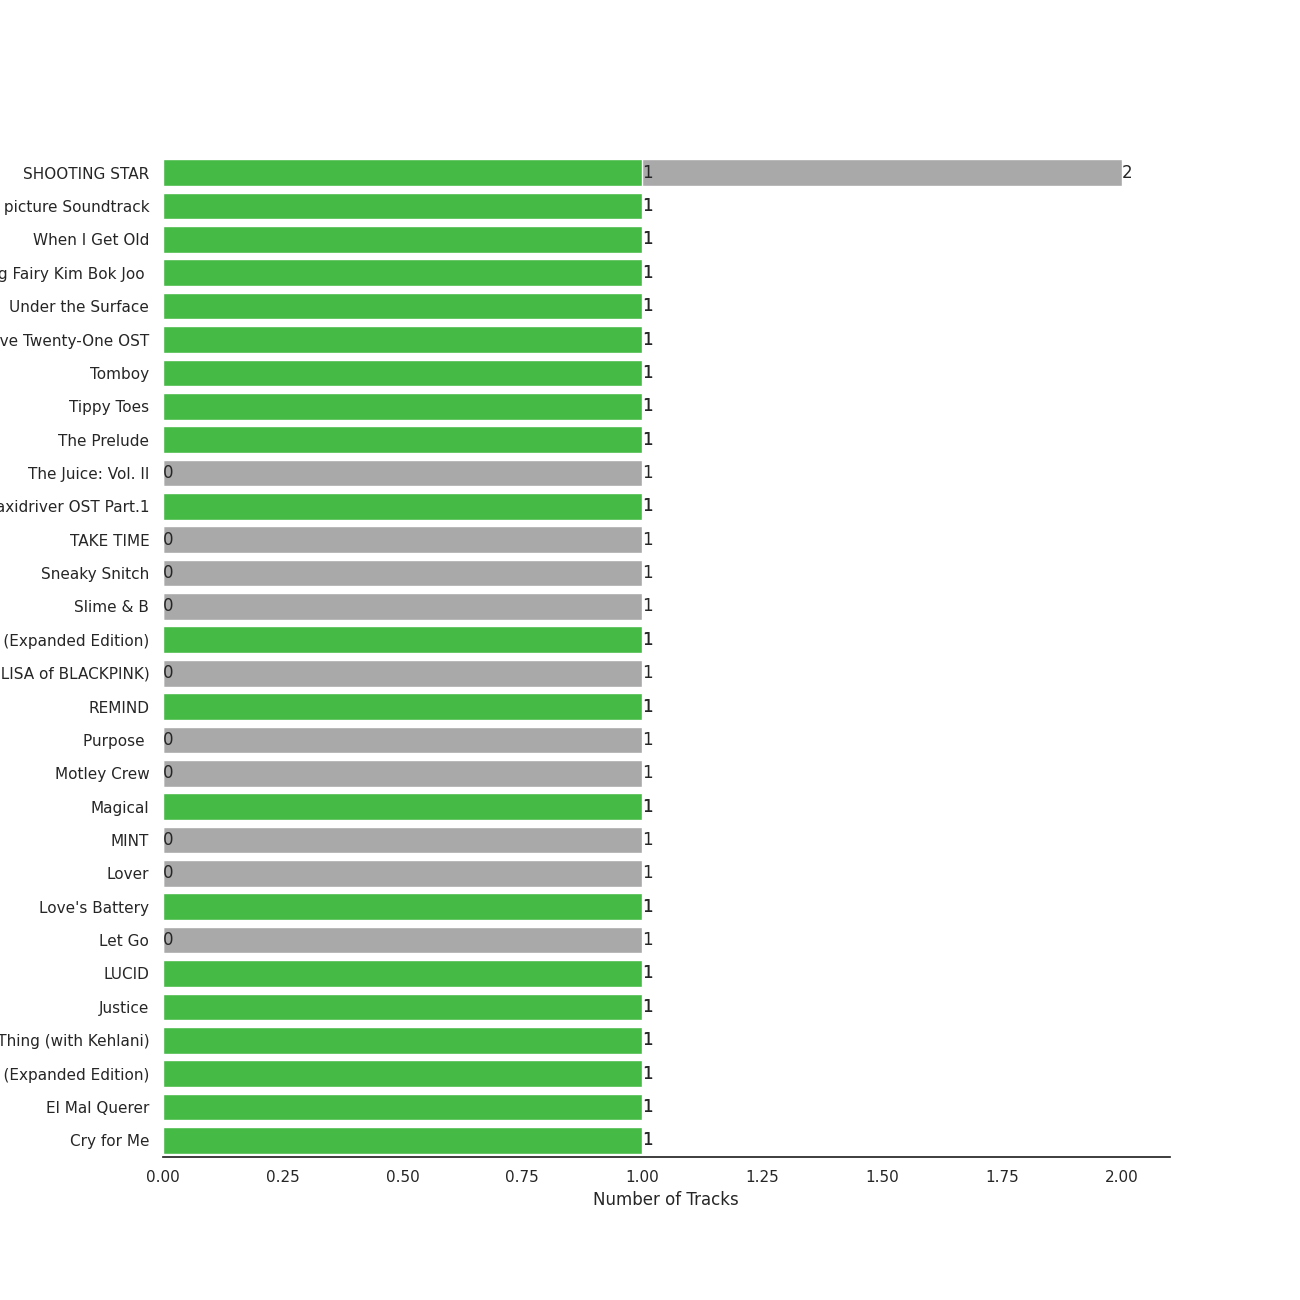 SHOOTING STAR 1 2
picture Soundtrack 1
When I Get Old 1
g Fairy Kim Bok Joo 1
Under the Surface 1
ve Twenty-One OST 1
Tomboy 1
Tippy Toes 1
The Prelude 1
The Juice: Vol. II 0 1
axidriver OST Part.1 1
TAKE TIME 0 1
Sneaky Snitch 0 1
Slime & B 0 1
(Expanded Edition) 1
LISA of BLACKPINK) 0 1
REMIND 1
Purpose 0 1
Motley Crew 0 1
Magical 1
MINT 0 1
Lover 0 1
Love's Battery 1
Let Go 0 1
LUCID 1
Justice 1
Thing (with Kehlani) 1
(Expanded Edition) 1
El Mal Querer 1
Cry for Me 1
0.00 0.25 0.50 0.75 1.00 1.25 1.50 1.75 2.00
Number of Tracks